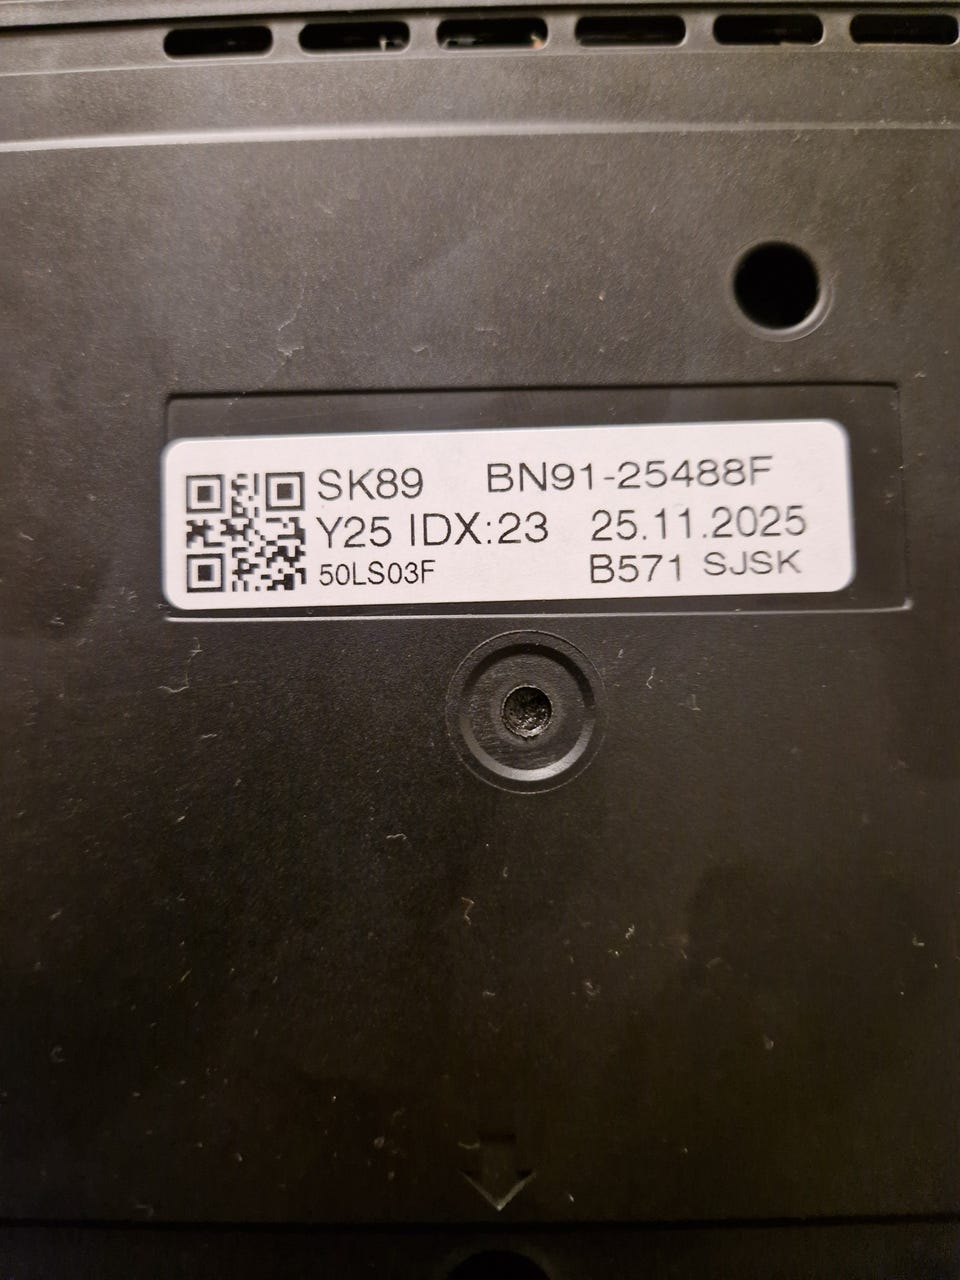 SK89 BN91-25488F
Y25 IDX:23 25.11.2025
50LS03F B571 SJSK